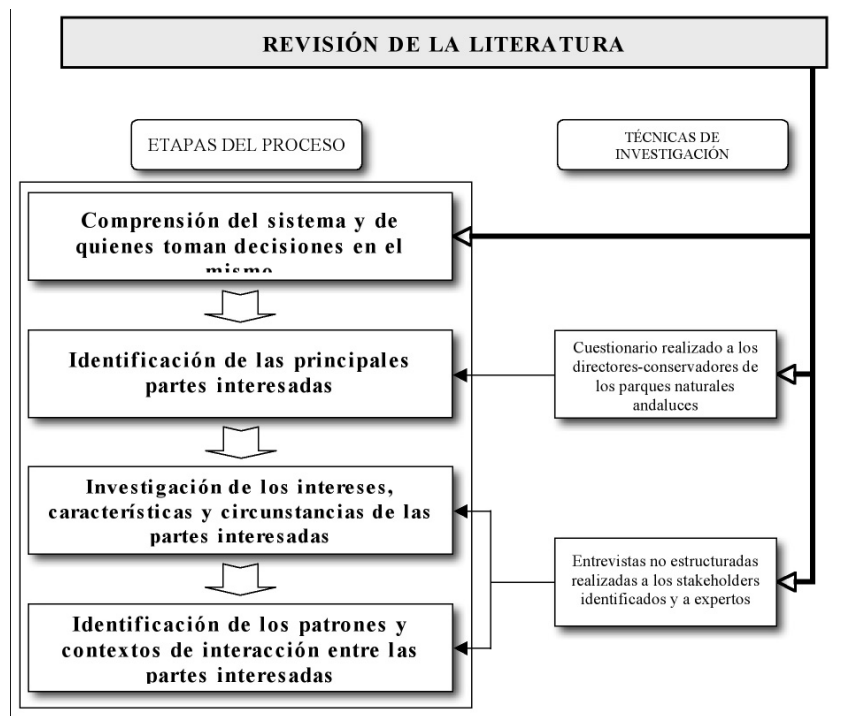 REVISIÓN DE LA LITERATURA
ETAPAS DEL PROCESO
TÉCNICAS DE
INVESTIGACIÓN
Comprensión del sistema y de
quienes toman decisiones en el
mismo
Identificación de las principales
partes interesadas
Cuestionario realizado a los
directores-conservadores de
los parques naturales
andaluces
Investigación de los intereses,
características y circunstancias de las
partes interesadas
Entrevistas no estructuradas
realizadas a los stakeholders
identificados y a expertos
Identificación de los patrones y
contextos de interacción entre las
partes interesadas